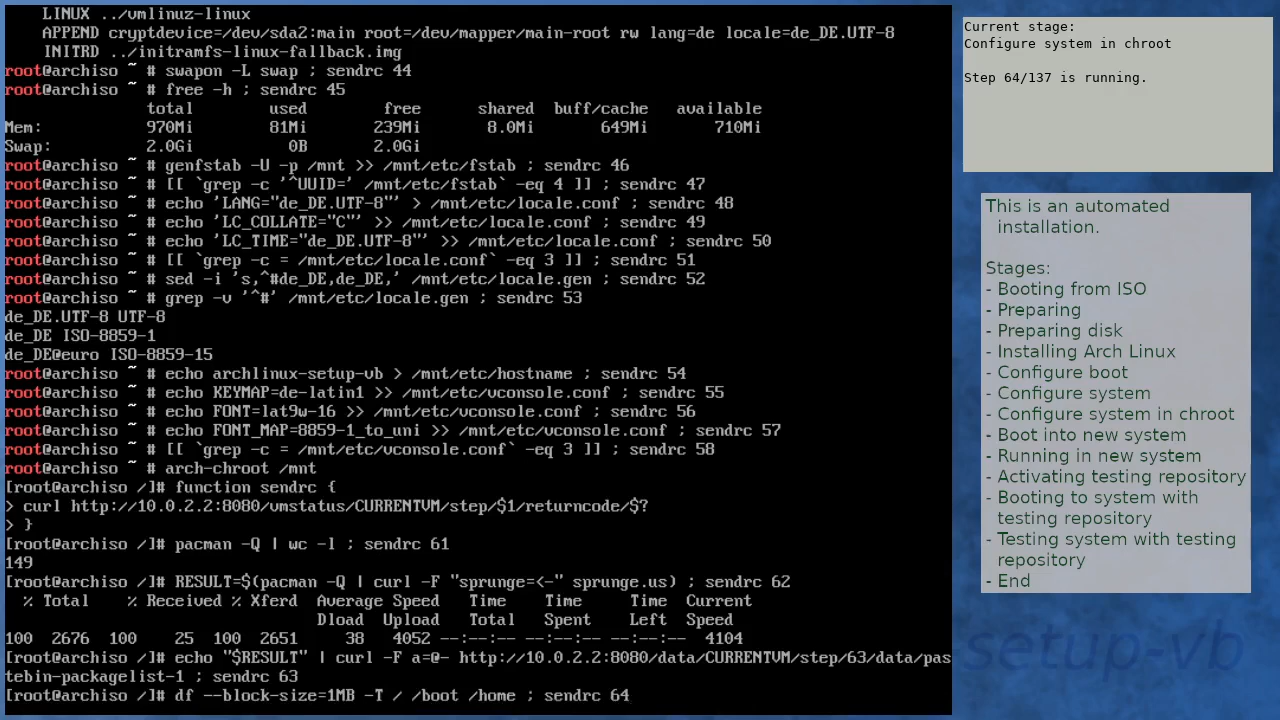 LINUX ../vmlinuz-linux
APPEND cryptdevice=/dev/sda2:main root=/dev/mapper/main-root rw lang=de locale=de_DE.UTF-8
INITRD ../initramfs-linux-fallback.img
root@archiso ~ # swapon -L swap ; sendrc 44
root@archiso ~ # free -h ; sendrc 45
total used free shared buff/cache available
Mem: 970Mi 81Mi 239Mi 8.0Mi 649Mi 710Mi
Swap: 2.0Gi 0B 2.0Gi
root@archiso ~ # genfstab -U -p /mnt >> /mnt/etc/fstab ; sendrc 46
root@archiso ~ # [[ `grep -c '^UUID=' /mnt/etc/fstab` -eq 4 ]] ; sendrc 47
root@archiso ~ # echo 'LANG="de_DE.UTF-8"' > /mnt/etc/locale.conf ; sendrc 48
root@archiso ~ # echo 'LC_COLLATE="C"' >> /mnt/etc/locale.conf ; sendrc 49
root@archiso ~ # echo 'LC_TIME="de_DE.UTF-8"' >> /mnt/etc/locale.conf ; sendrc 50
root@archiso ~ # [[ `grep -c = /mnt/etc/locale.conf` -eq 3 ]] ; sendrc 51
root@archiso ~ # sed -i 's,^#de_DE,de_DE,' /mnt/etc/locale.gen ; sendrc 52
root@archiso ~ # grep -v '^#' /mnt/etc/locale.gen ; sendrc 53
de_DE.UTF-8 UTF-8
de_DE ISO-8859-1
de_DE@euro ISO-8859-15
root@archiso ~ # echo archlinux-setup-vb > /mnt/etc/hostname ; sendrc 54
root@archiso ~ # echo KEYMAP=de-latin1 >> /mnt/etc/vconsole.conf ; sendrc 55
root@archiso ~ # echo FONT=lat9w-16 >> /mnt/etc/vconsole.conf ; sendrc 56
root@archiso ~ # echo FONT_MAP=8859-1_to_uni >> /mnt/etc/vconsole.conf ; sendrc 57
root@archiso ~ # [[ `grep -c = /mnt/etc/vconsole.conf` -eq 3 ]] ; sendrc 58
root@archiso ~ # arch-chroot /mnt
[root@archiso /]# function sendrc {
> curl http://10.0.2.2:8080/vmstatus/CURRENTVM/step/$1/returncode/$?
> }
[root@archiso /]# pacman -Q | wc -l ; sendrc 61
149
[root@archiso /]# RESULT=$(pacman -Q | curl -F "sprunge=<-" sprunge.us) ; sendrc 62
% Total % Received % Xferd Average Speed Time Time Time Current
Dload Upload Total Spent Left Speed
100 2676 100 25 100 2651 38 4052 --:--:-- --:--:-- --:--:-- 4104
[root@archiso /]# echo "$RESULT" | curl -F a=@- http://10.0.2.2:8080/data/CURRENTVM/step/63/data/pas
tebin-packagelist-1 ; sendrc 63
[root@archiso /]# df --block-size=1MB -T / /boot /home ; sendrc 64
Current stage:
Configure system in chroot
Step 64/137 is running.
This is an automated
installation.
Stages:
- Booting from ISO
- Preparing
- Preparing disk
- Installing Arch Linux
- Configure boot
- Configure system
- Configure system in chroot
- Boot into new system
- Running in new system
- Activating testing repository
- Booting to system with
testing repository
- Testing system with testing
repository
- End
setup-vb